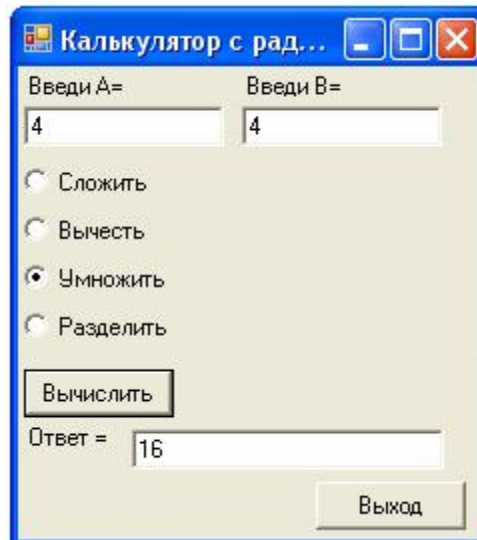 Калькулятор с рад...
Введи A= Введи B=
4 4
Сложить
Вычесть
Умножить
Разделить
Вычислить
Ответ = 16
Выход